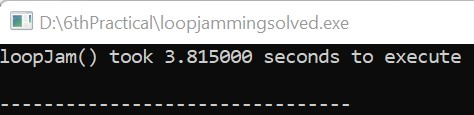 D:\6thPractical\loopjammingsolved.exe
loopJam() took 3.815000 seconds to execute
--------------------------------